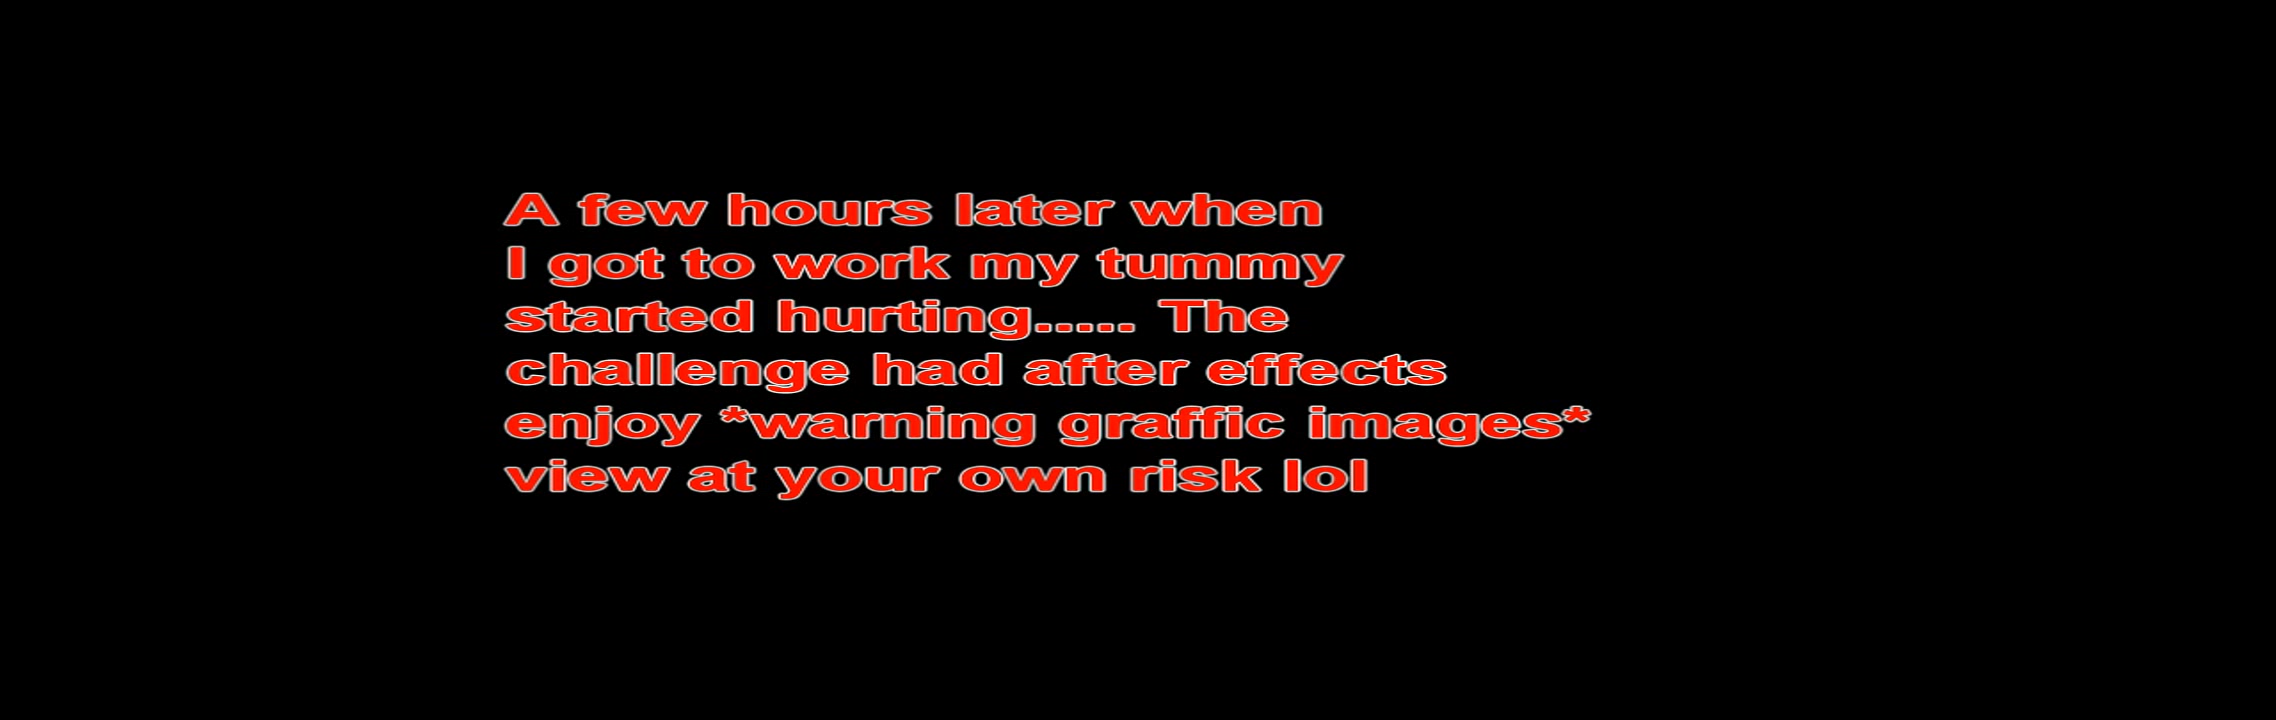 A few hours later when
I got to work my tummy
started hurting..... The
challenge had after effects
enjoy *warning graffic images*
view at your own risk lol